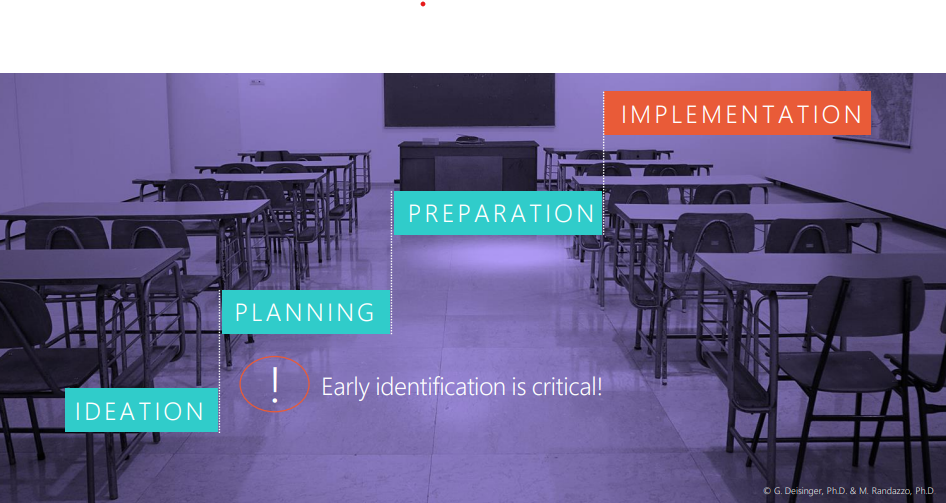 IMPLEMENTATION
PREPARATION
PLANNING
! Early identification is critical!
IDEATION
© G. Deisinger, Ph.D. & M. Randazzo, Ph.D